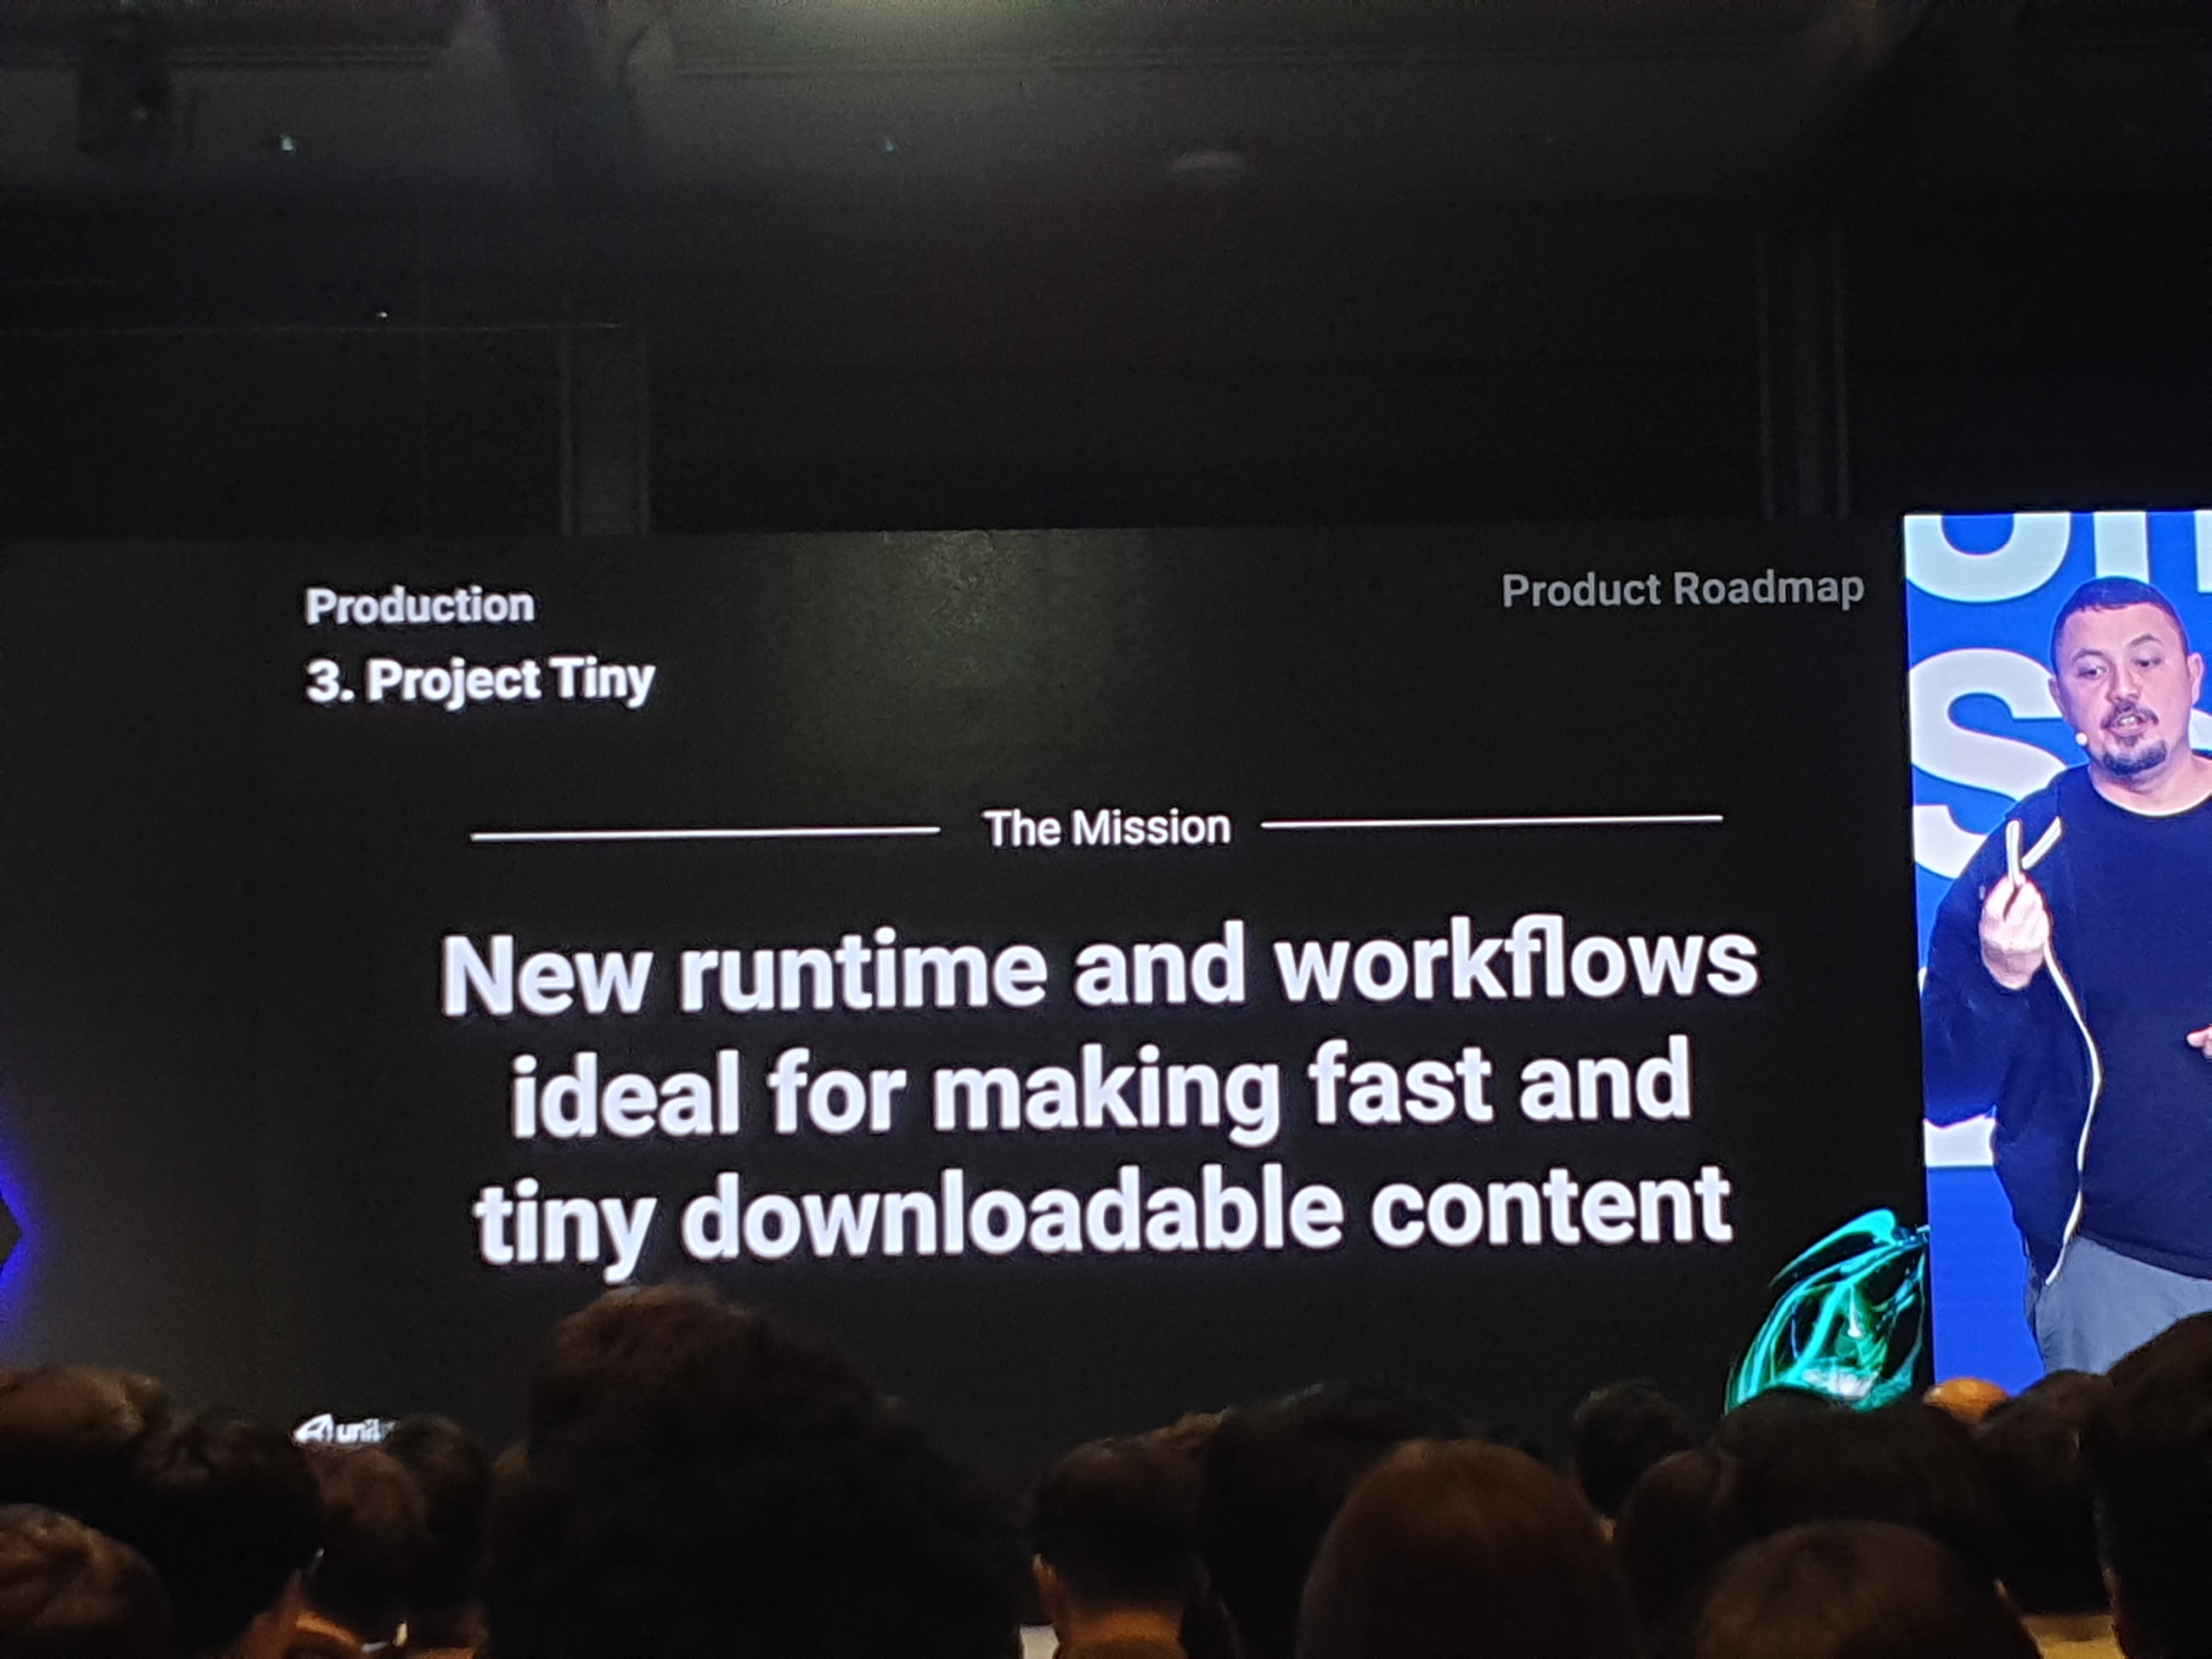 Production
Product Roadmap
3. Project Tiny
The Mission
New runtime and workflows
ideal for making fast and
tiny downloadable content